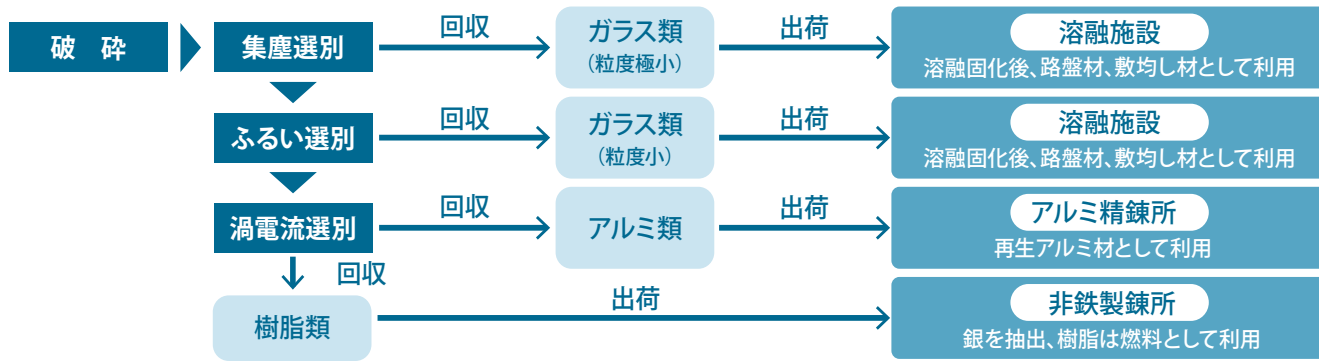 破　砕
集塵選別
回収
ガラス類
（粒度極小）
出荷
溶融施設
溶融固化後、路盤材、敷均し材として利用
ふるい選別
回収
ガラス類
（粒度小）
出荷
溶融施設
溶融固化後、路盤材、敷均し材として利用
渦電流選別
回収
アルミ類
出荷
アルミ精錬所
再生アルミ材として利用
回収
樹脂類
出荷
非鉄製錬所
銀を抽出、樹脂は燃料として利用